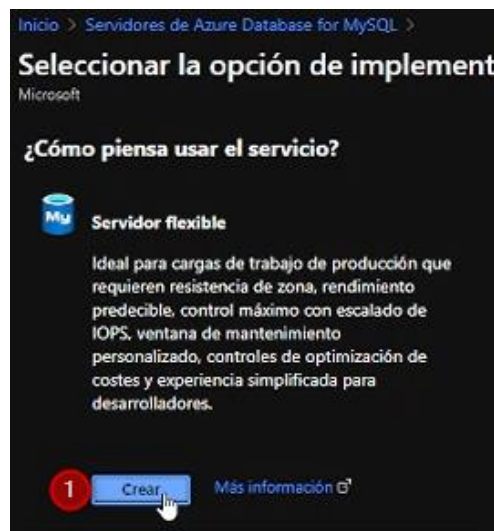 Inicio > Servidores de Azure Database for MySQL >
Seleccionar la opción de implement
Microsoft
¿Cómo piensa usar el servicio?
My
Servidor flexible
Ideal para cargas de trabajo de producción que
requieren resistencia de zona, rendimiento
predecible, control máximo con escalado de
IOPS, ventana de mantenimiento
personalizado, controles de optimización de
costes y experiencia simplificada para
desarrolladores.
1 Crear Más información